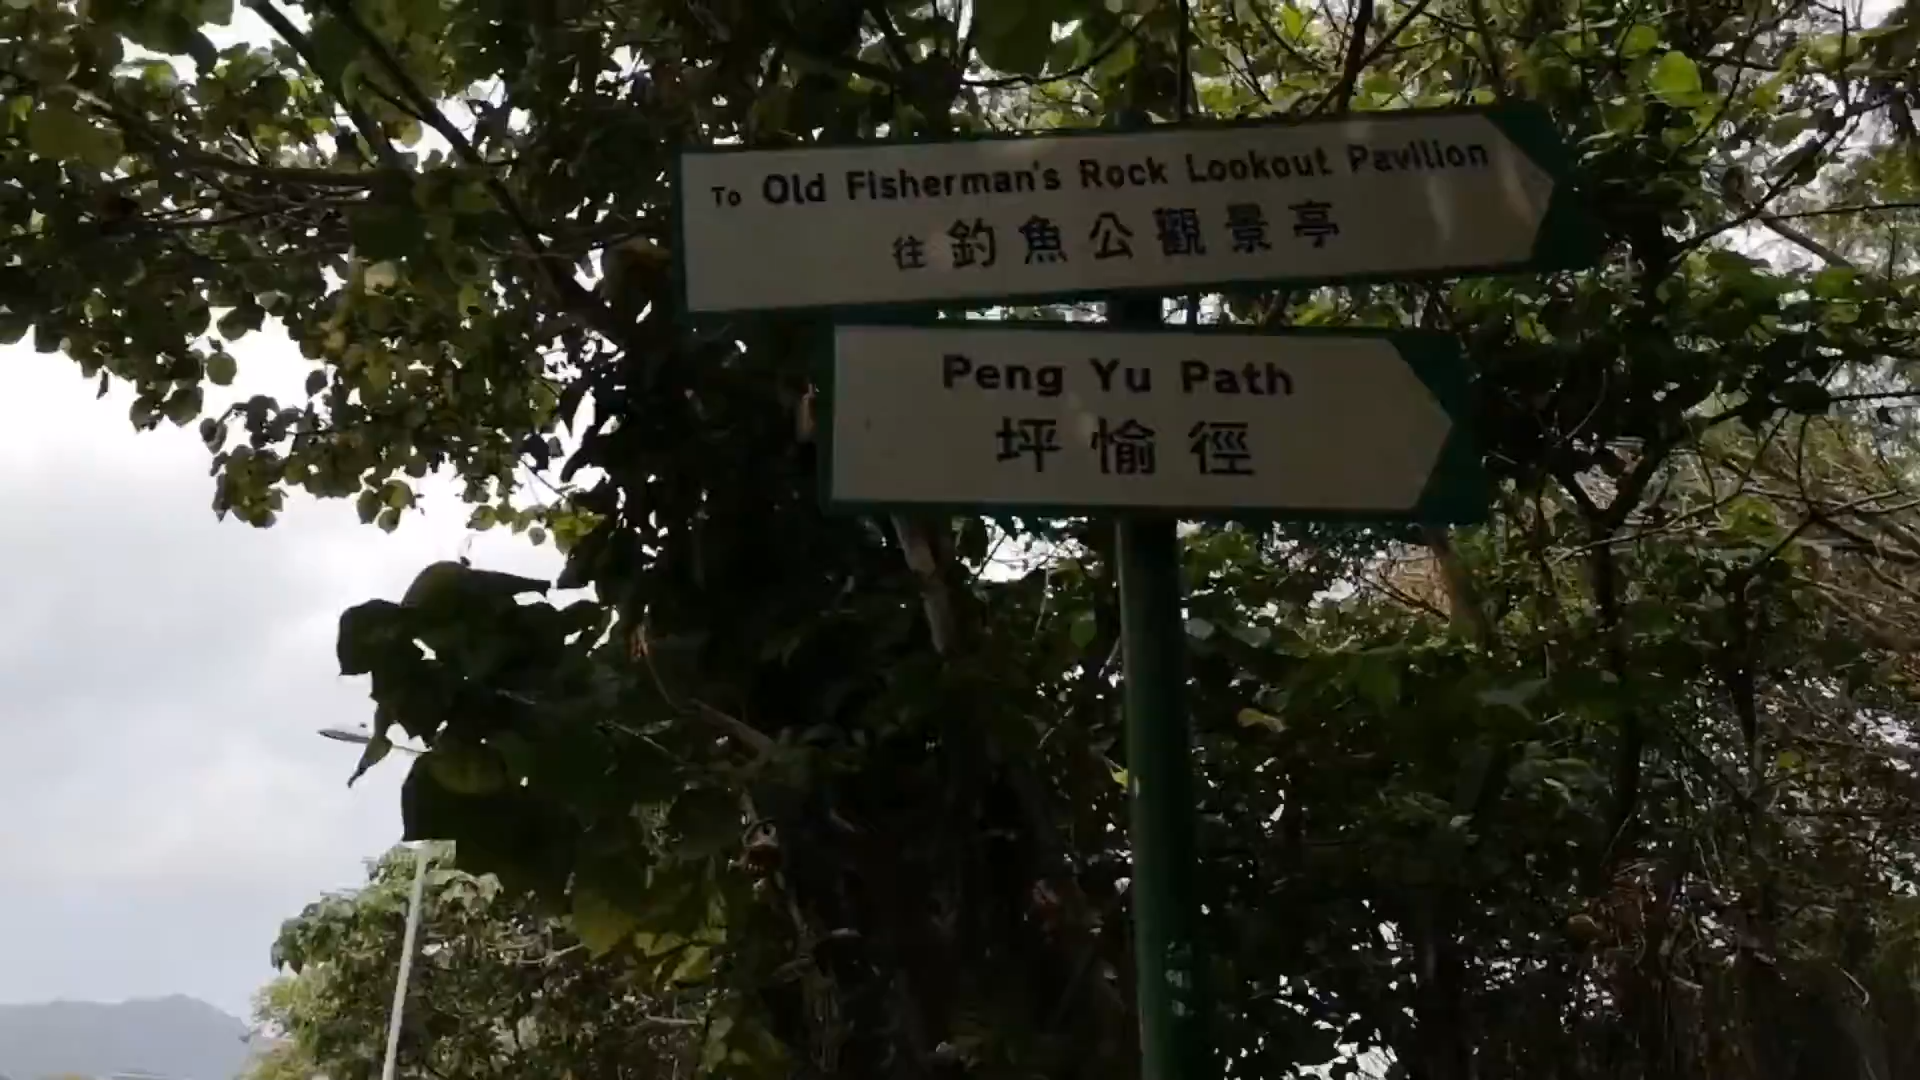 To Old Fisherman's Rock Lookout Pavilion
往 釣魚公觀景亭
Peng Yu Path
坪愉徑